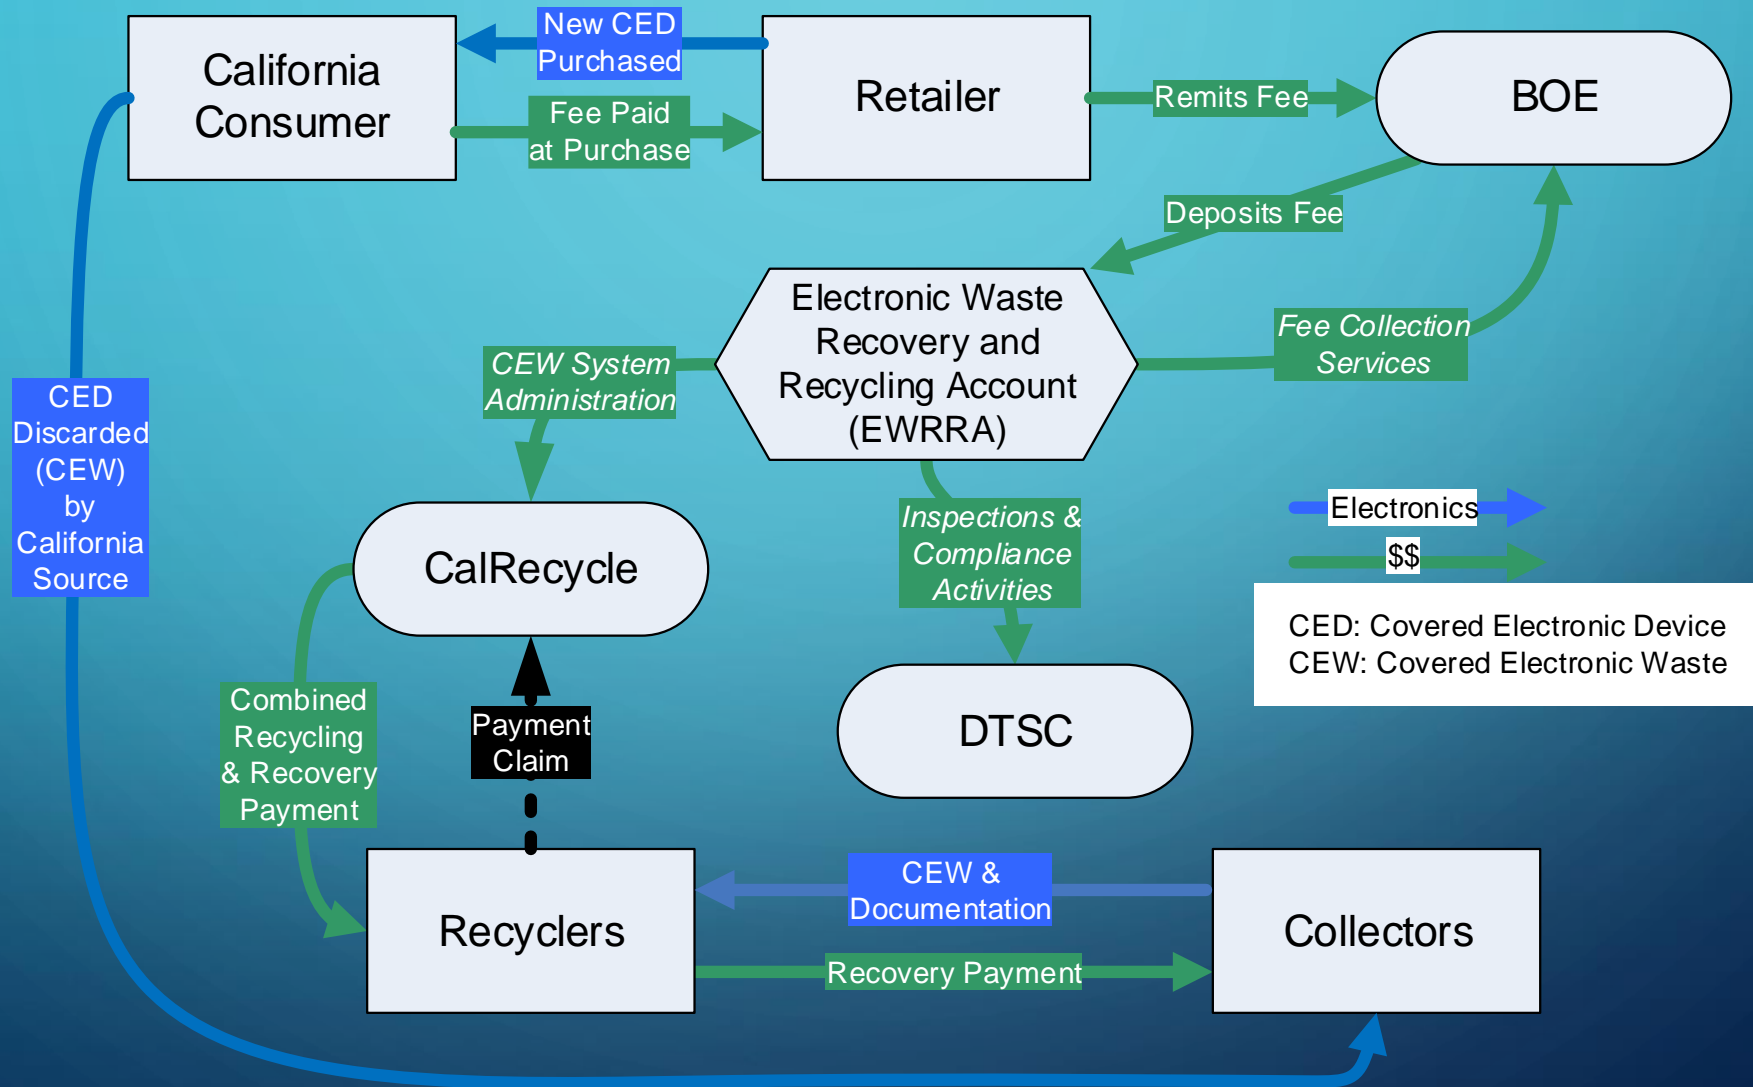 California
Consumer
New CED
Purchased
Fee Paid
at Purchase
Retailer
Remits Fee
BOE
Deposits Fee
Electronic Waste
Recovery and
Recycling Account
(EWRRA)
Fee Collection
Services
CEW System
Administration
CED
Discarded
(CEW)
by
California
Source
Inspections &
Compliance
Activities
Electronics
$$
CED: Covered Electronic Device
CEW: Covered Electronic Waste
CalRecycle
DTSC
Combined
Recycling
& Recovery
Payment
Payment
Claim
Recyclers
CEW &
Documentation
Recovery Payment
Collectors